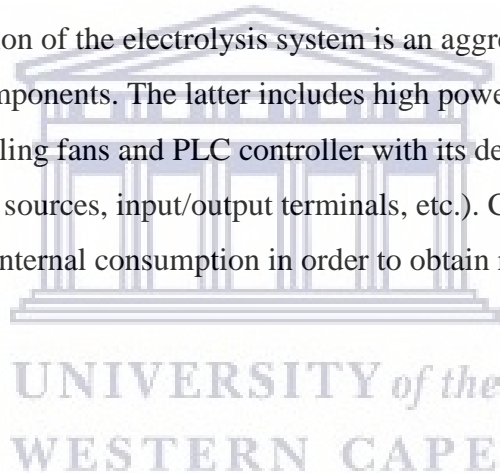 ion of the electrolysis system is an aggre
mponents. The latter includes high powe
ling fans and PLC controller with its de
sources, input/output terminals, etc.). C
nternal consumption in order to obtain
UNIVERSITY of the
WESTERN CAPE